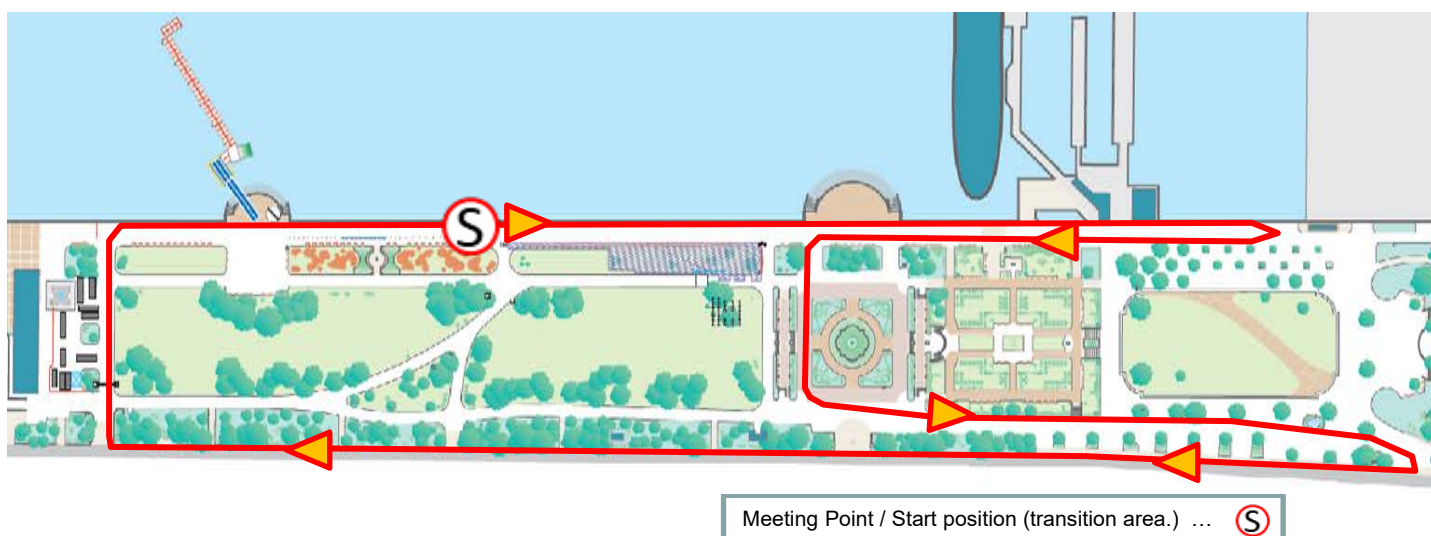 S
Meeting Point / Start position (transition area.) … S